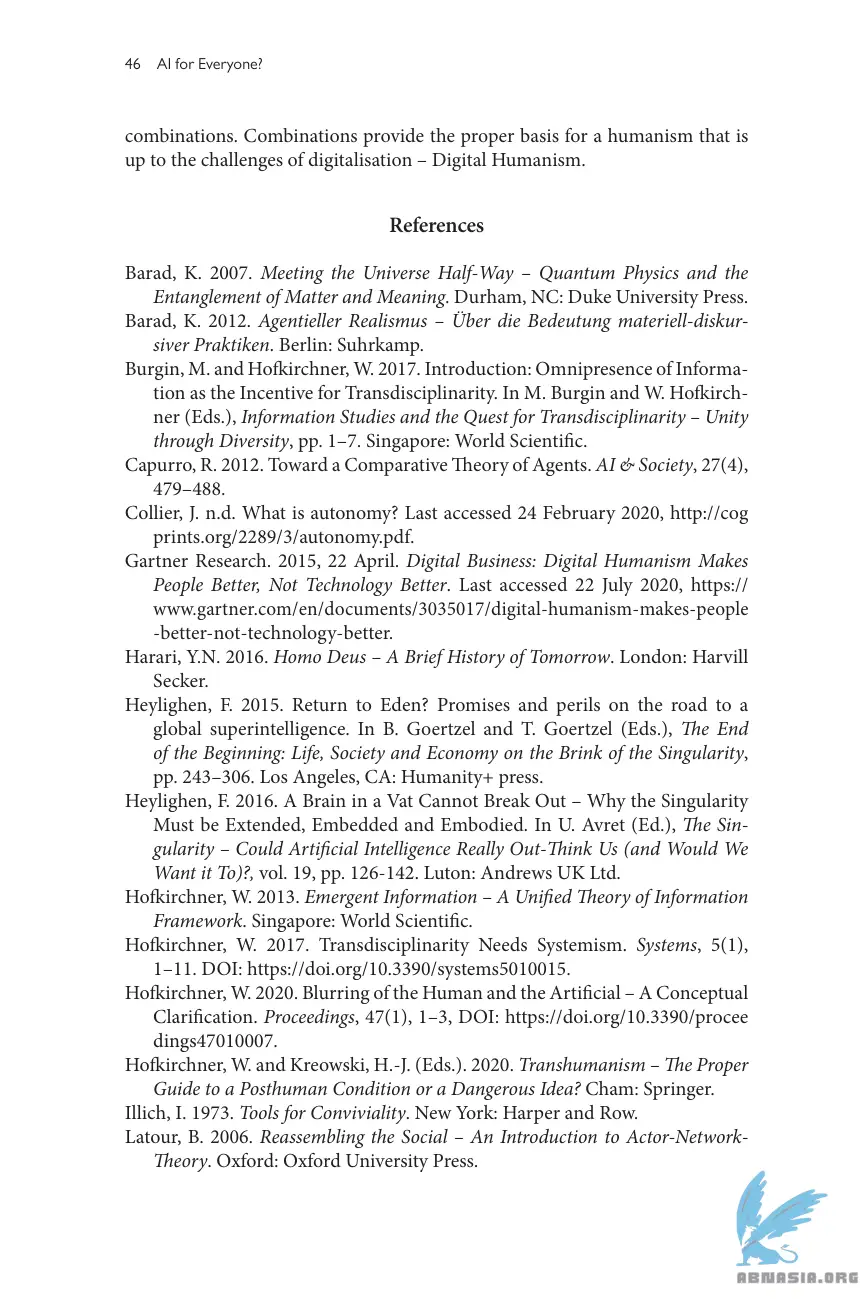 46 AI for Everyone?
combinations. Combinations provide the proper basis for a humanism that is
up to the challenges of digitalisation – Digital Humanism.
References
Barad, K. 2007. Meeting the Universe Half-Way – Quantum Physics and the
Entanglement of Matter and Meaning. Durham, NC: Duke University Press.
Barad, K. 2012. Agentieller Realismus – Über die Bedeutung materiell-diskur-
siver Praktiken. Berlin: Suhrkamp.
Burgin, M. and Hofkirchner, W. 2017. Introduction: Omnipresence of Informa-
tion as the Incentive for Transdisciplinarity. In M. Burgin and W. Hofkirch-
ner (Eds.), Information Studies and the Quest for Transdisciplinarity – Unity
through Diversity, pp. 1–7. Singapore: World Scientific.
Capurro, R. 2012. Toward a Comparative Theory of Agents. AI & Society, 27(4),
479–488.
Collier, J. n.d. What is autonomy? Last accessed 24 February 2020, http://cog
prints.org/2289/3/autonomy.pdf.
Gartner Research. 2015, 22 April. Digital Business: Digital Humanism Makes
People Better, Not Technology Better. Last accessed 22 July 2020, https://
www.gartner.com/en/documents/3035017/digital-humanism-makes-people
-better-not-technology-better.
Harari, Y.N. 2016. Homo Deus – A Brief History of Tomorrow. London: Harvill
Secker.
Heylighen, F. 2015. Return to Eden? Promises and perils on the road to a
global superintelligence. In B. Goertzel and T. Goertzel (Eds.), The End
of the Beginning: Life, Society and Economy on the Brink of the Singularity,
pp. 243–306. Los Angeles, CA: Humanity+ press.
Heylighen, F. 2016. A Brain in a Vat Cannot Break Out – Why the Singularity
Must be Extended, Embedded and Embodied. In U. Avret (Ed.), The Sin-
gularity – Could Artificial Intelligence Really Out-Think Us (and Would We
Want it To)?, vol. 19, pp. 126-142. Luton: Andrews UK Ltd.
Hofkirchner, W. 2013. Emergent Information – A Unified Theory of Information
Framework. Singapore: World Scientific.
Hofkirchner, W. 2017. Transdisciplinarity Needs Systemism. Systems, 5(1),
1–11. DOI: https://doi.org/10.3390/systems5010015.
Hofkirchner, W. 2020. Blurring of the Human and the Artificial – A Conceptual
Clarification. Proceedings, 47(1), 1–3, DOI: https://doi.org/10.3390/procee
dings47010007.
Hofkirchner, W. and Kreowski, H.-J. (Eds.). 2020. Transhumanism – The Proper
Guide to a Posthuman Condition or a Dangerous Idea? Cham: Springer.
Illich, I. 1973. Tools for Conviviality. New York: Harper and Row.
Latour, B. 2006. Reassembling the Social – An Introduction to Actor-Network-
Theory. Oxford: Oxford University Press.
ABNASIA.ORG